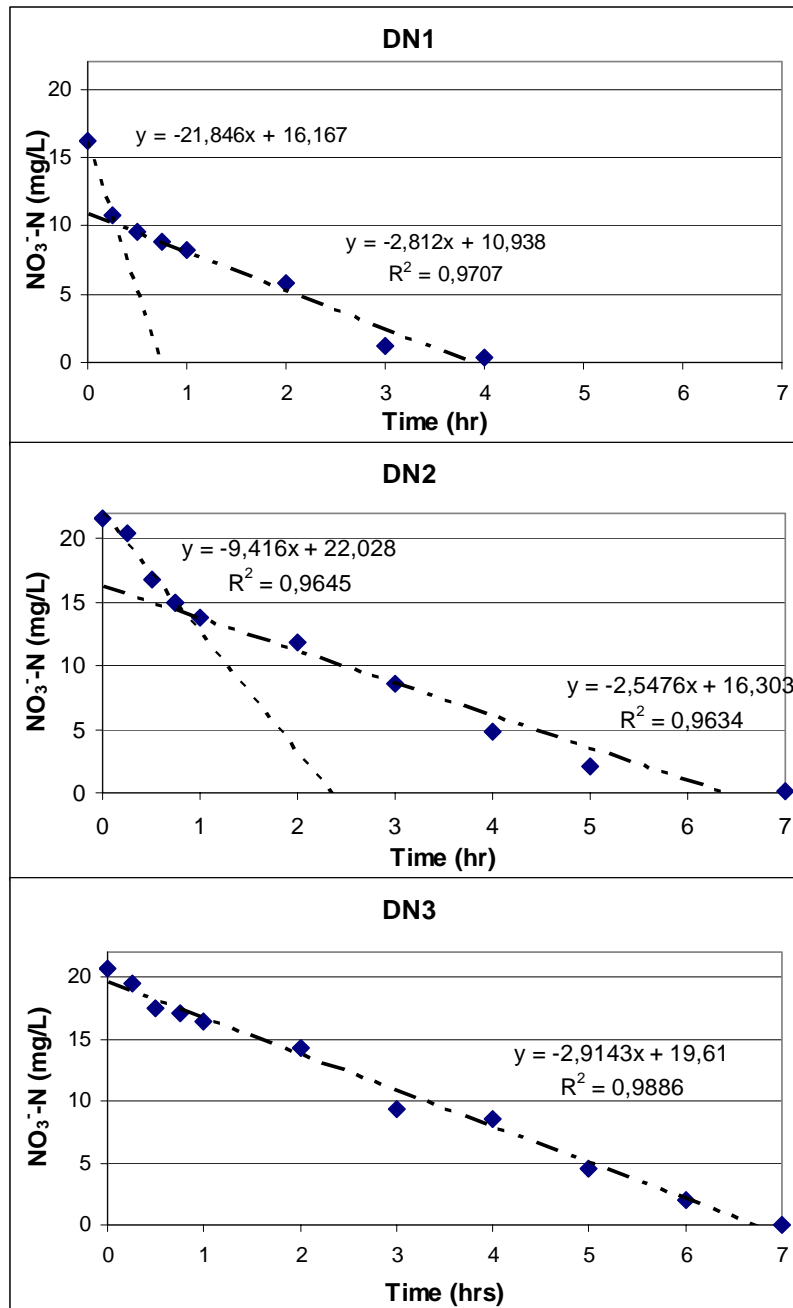 DN1
20
15
10
5
0
NO₃⁻-N (mg/L)
y = -21,846x + 16,167
y = -2,812x + 10,938
R² = 0,9707
0 1 2 3 4 5 6 7
Time (hr)
DN2
20
15
10
5
0
NO₃⁻-N (mg/L)
y = -9,416x + 22,028
R² = 0,9645
y = -2,5476x + 16,303
R² = 0,9634
0 1 2 3 4 5 6 7
Time (hr)
DN3
20
15
10
5
0
NO₃⁻-N (mg/L)
y = -2,9143x + 19,61
R² = 0,9886
0 1 2 3 4 5 6 7
Time (hrs)